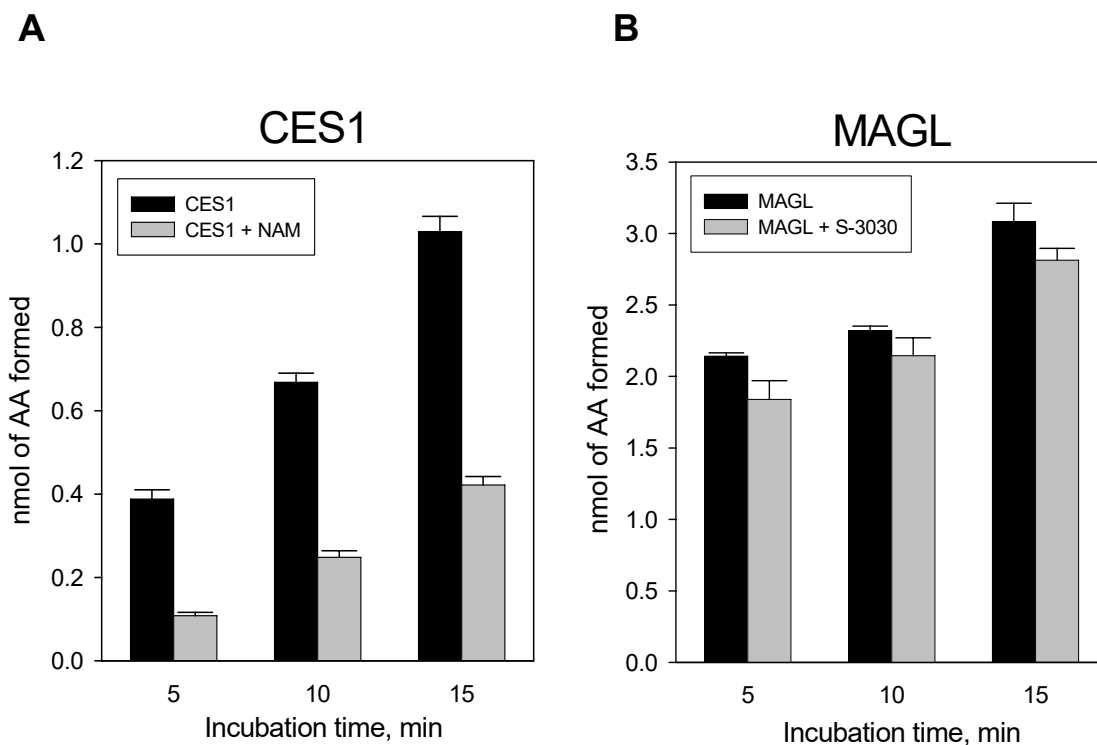 A
CES1
nmol of AA formed
1.2
1.0
0.8
0.6
0.4
0.2
0.0
CES1
CES1 + NAM
5
10
15
Incubation time, min
B
MAGL
nmol of AA formed
3.5
3.0
2.5
2.0
1.5
1.0
0.5
0.0
MAGL
MAGL + S-3030
5
10
15
Incubation time, min